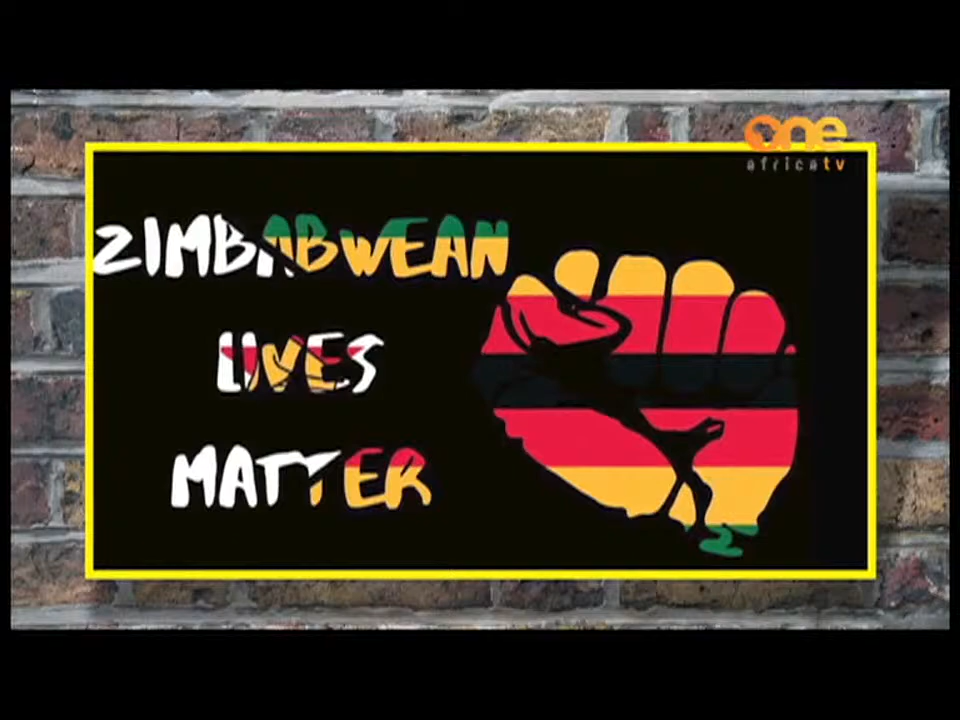 one
africatv
ZIMBABWEAN
LIVES
MATTER